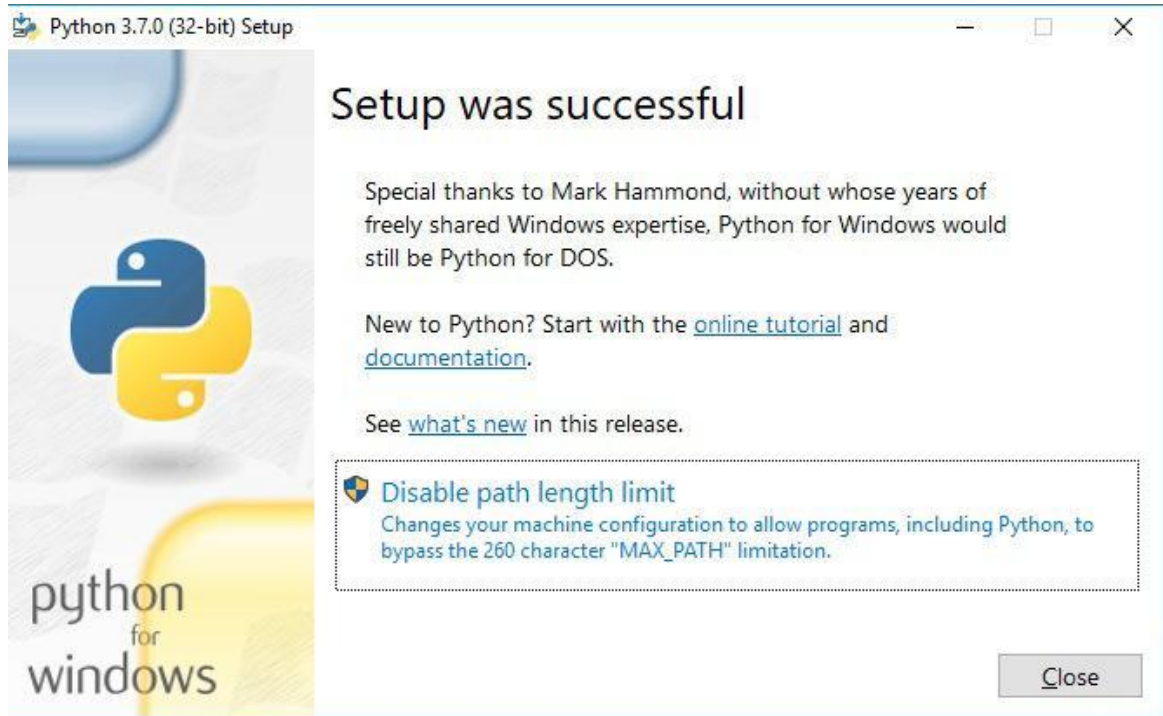 Python 3.7.0 (32-bit) Setup
Setup was successful
Special thanks to Mark Hammond, without whose years of
freely shared Windows expertise, Python for Windows would
still be Python for DOS.
New to Python? Start with the online tutorial and
documentation.
See what's new in this release.
Disable path length limit
Changes your machine configuration to allow programs, including Python, to
bypass the 260 character "MAX_PATH" limitation.
python
for
windows
Close